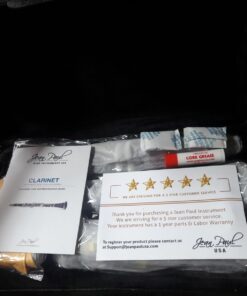 Jean Paul
CLARINET
CORK GREASE
WE ARE STRIVING FOR A 5 STAR CUSTOMER SERVICE
Thank you for purchasing a Jean Paul Instrument
We are striving for a 5 star customer service
Your instrument has a 1 year parts & Labor Warranty
To register your product please contact us
at Support@jeanpaulusa.com
Jean Paul
USA